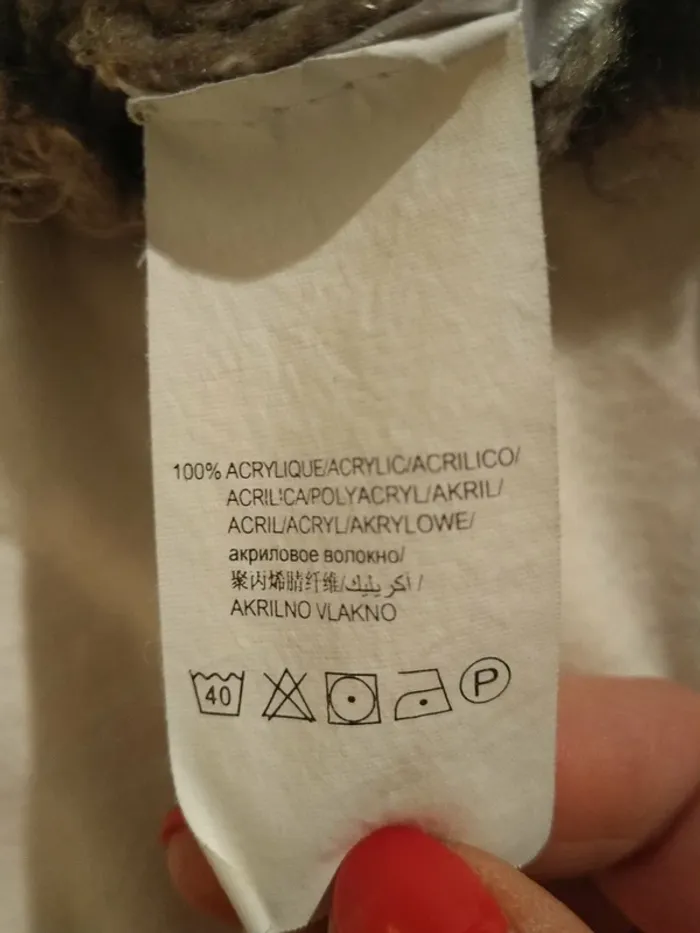 100% ACRYLIQUE/ACRYLIC/ACRILICO/
ACRILICA/POLYACRYL/AKRIL/
ACRIL/ACRYL/AKRYLOWE/
акриловое волокно/
聚丙烯腈纤维/أكريليك/
AKRILNO VLAKNO
40 P